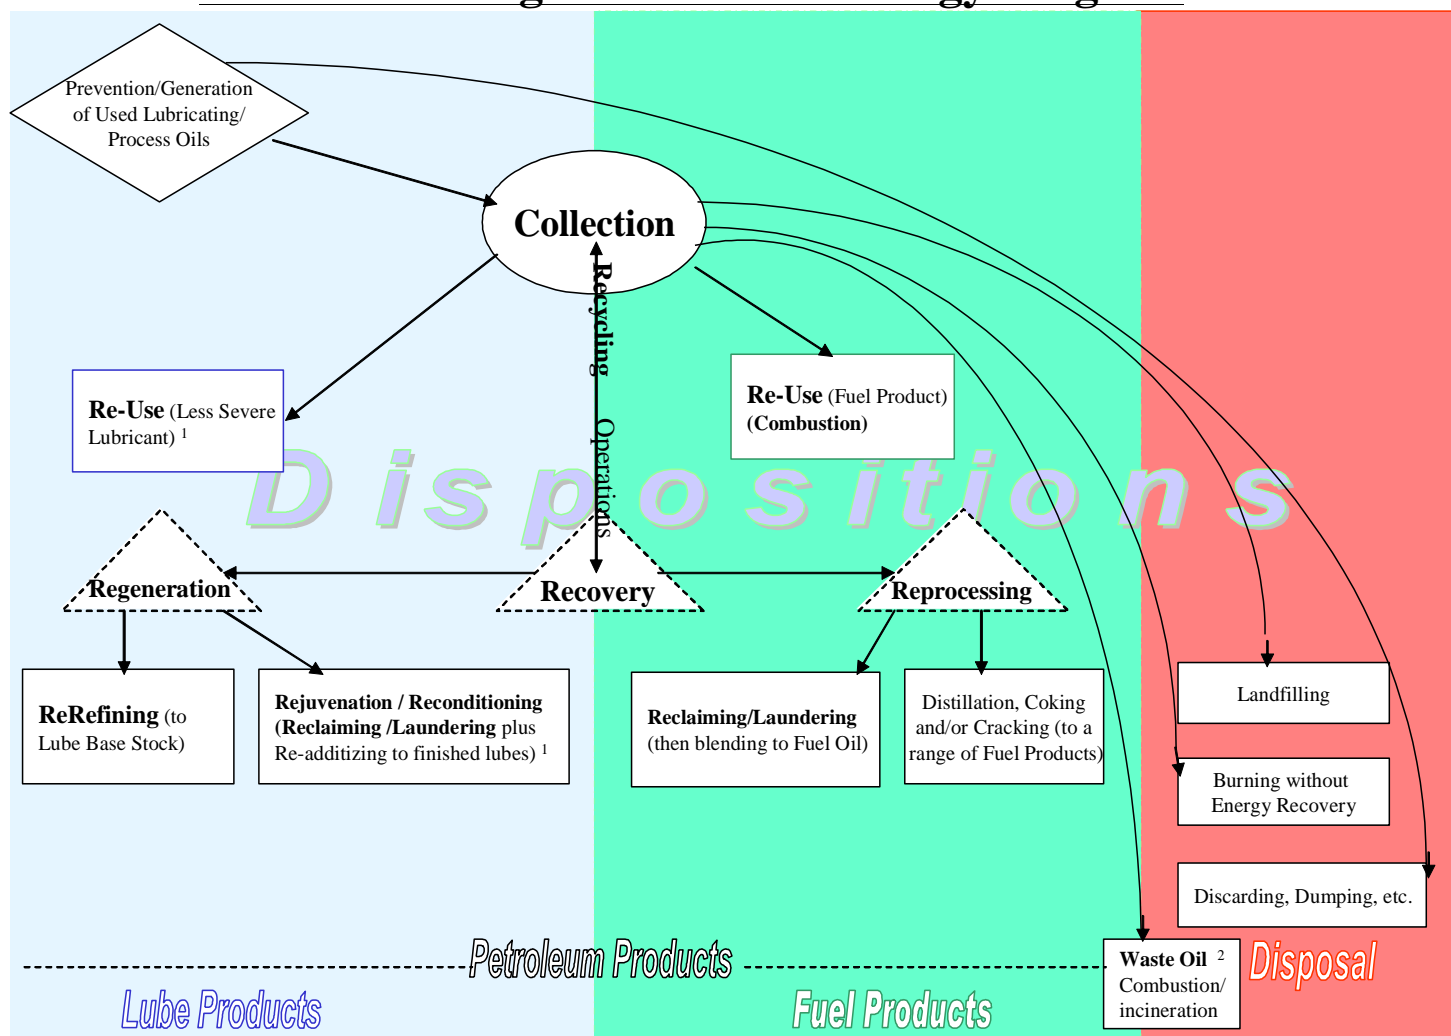 Prevention/Generation
of Used Lubricating/
Process Oils
Collection
Recycling Operations
Re-Use (Less Severe
Lubricant) 1
Re-Use (Fuel Product)
(Combustion)
Dispositions
Regeneration
Recovery
Reprocessing
ReRefining (to
Lube Base Stock)
Rejuvenation / Reconditioning
(Reclaiming /Laundering plus
Re-additizing to finished lubes) 1
Reclaiming/Laundering
(then blending to Fuel Oil)
Distillation, Coking
and/or Cracking (to a
range of Fuel Products)
Landfilling
Burning without
Energy Recovery
Discarding, Dumping, etc.
Waste Oil 2
Combustion/
incineration
Petroleum Products
Disposal
Lube Products
Fuel Products